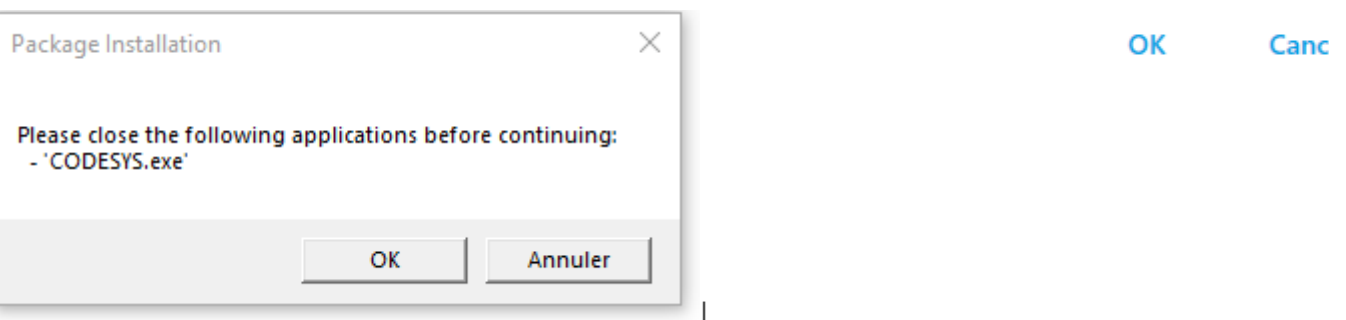 Package Installation
Please close the following applications before continuing:
- 'CODESYS.exe'
OK
Annuler
OK
Canc